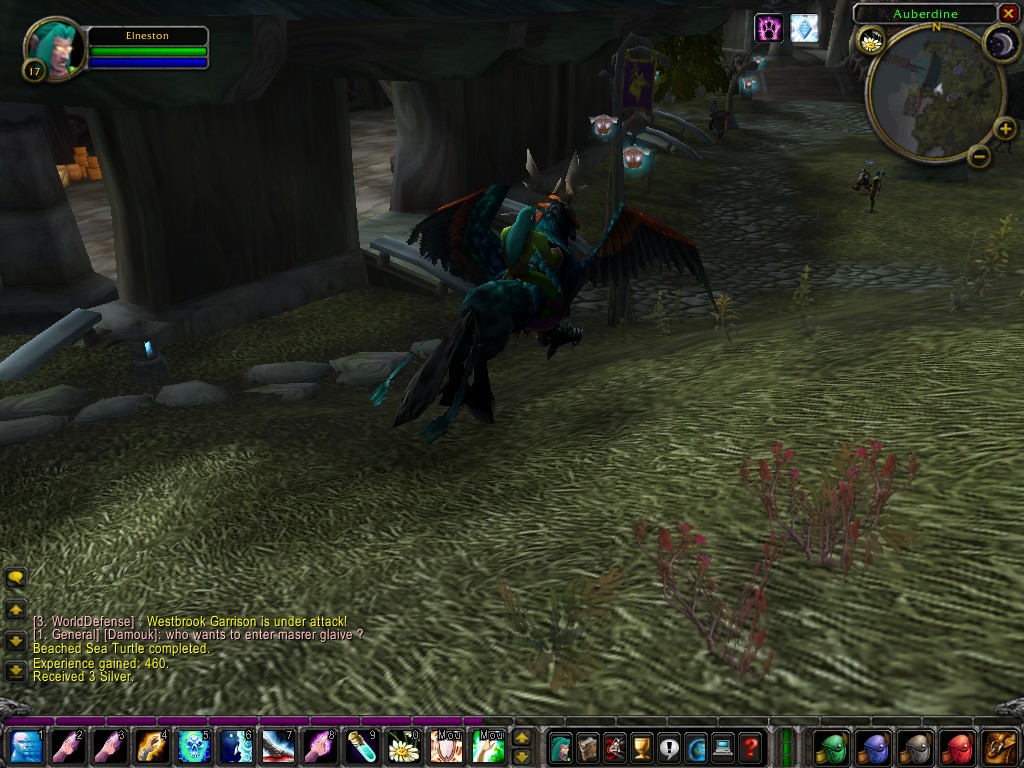 Elneston
17
Auberdine
N
[3. WorldDefense] : Westbrook Garrison is under attack!
[1. General] [Damouk]: who wants to enter masrer glaive ?
Beached Sea Turtle completed.
Experience gained: 460.
Received 3 Silver.
1 2 3 4 5 6 7 8 9 0 Mou Mou